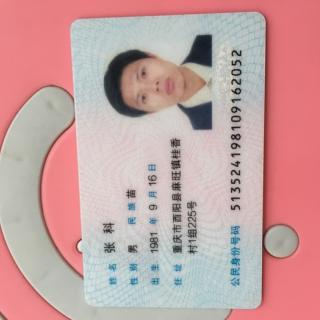 姓名 张科
性别 男 民族 苗
出生 1981 年 9 月 16 日
住址 重庆市酉阳县麻旺镇桂香
村1组225号
公民身份号码 513524198109162052